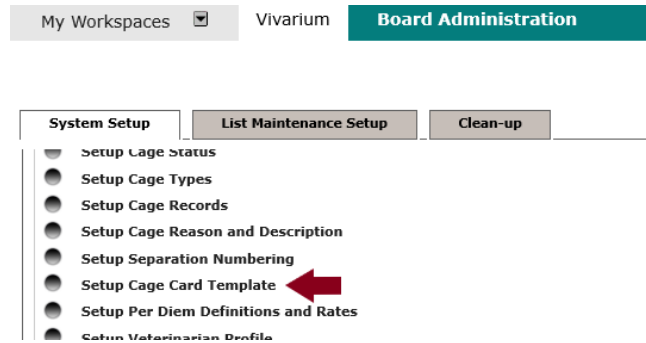 My Workspaces Vivarium Board Administration
System Setup List Maintenance Setup Clean-up
Setup Cage Status
Setup Cage Types
Setup Cage Records
Setup Cage Reason and Description
Setup Separation Numbering
Setup Cage Card Template
Setup Per Diem Definitions and Rates
Setup Veterinarian Profile